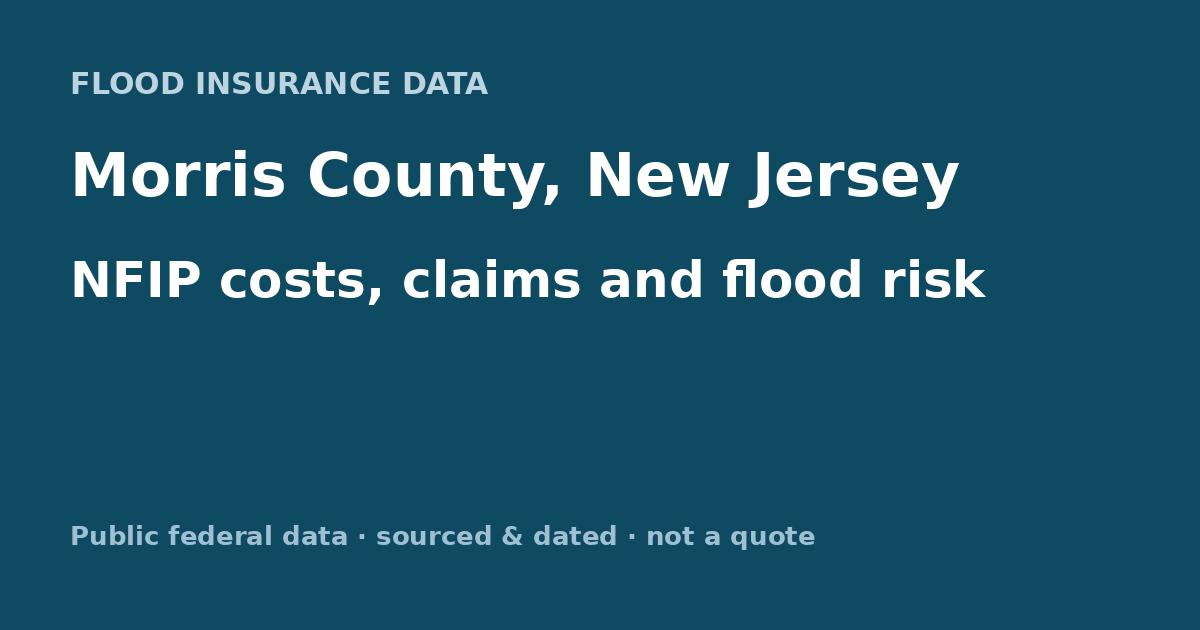 FLOOD INSURANCE DATA
Morris County, New Jersey
NFIP costs, claims and flood risk
Public federal data · sourced & dated · not a quote